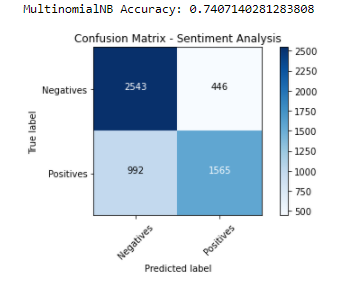 MultinomialNB Accuracy: 0.7407140281283808
Confusion Matrix - Sentiment Analysis
2500
2250
2000
1750
1500
1250
1000
750
500
True label
Negatives
2543
446
Positives
992
1565
Negatives
Positives
Predicted label